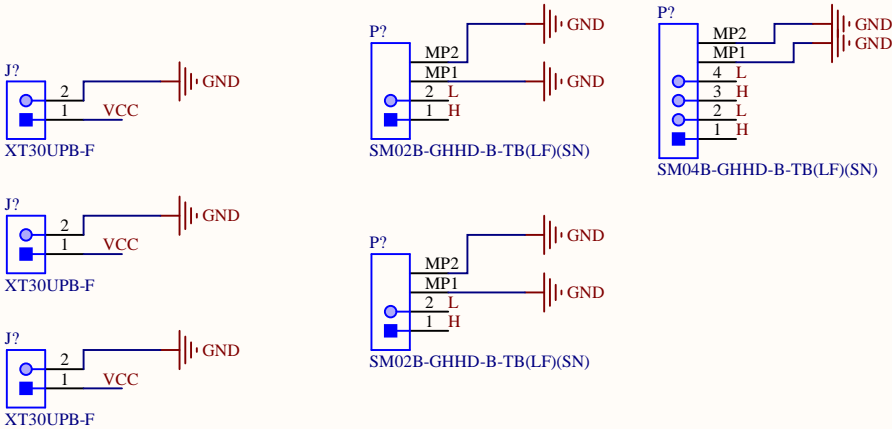 J?
2
GND
1
VCC
XT30UPB-F
J?
2
GND
1
VCC
XT30UPB-F
J?
2
GND
1
VCC
XT30UPB-F
P?
GND
MP2
MP1
GND
2 L
1 H
SM02B-GHHD-B-TB(LF)(SN)
P?
GND
MP2
MP1
GND
2 L
1 H
SM02B-GHHD-B-TB(LF)(SN)
P?
GND
MP2
GND
MP1
4 L
3 H
2 L
1 H
SM04B-GHHD-B-TB(LF)(SN)